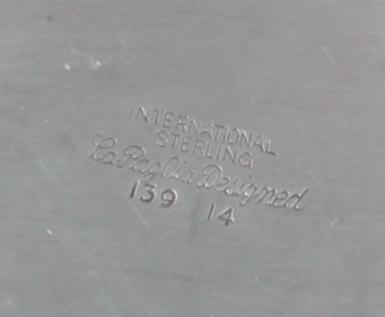 INTERNATIONAL
STERLING
La Paglia Designed
139 14